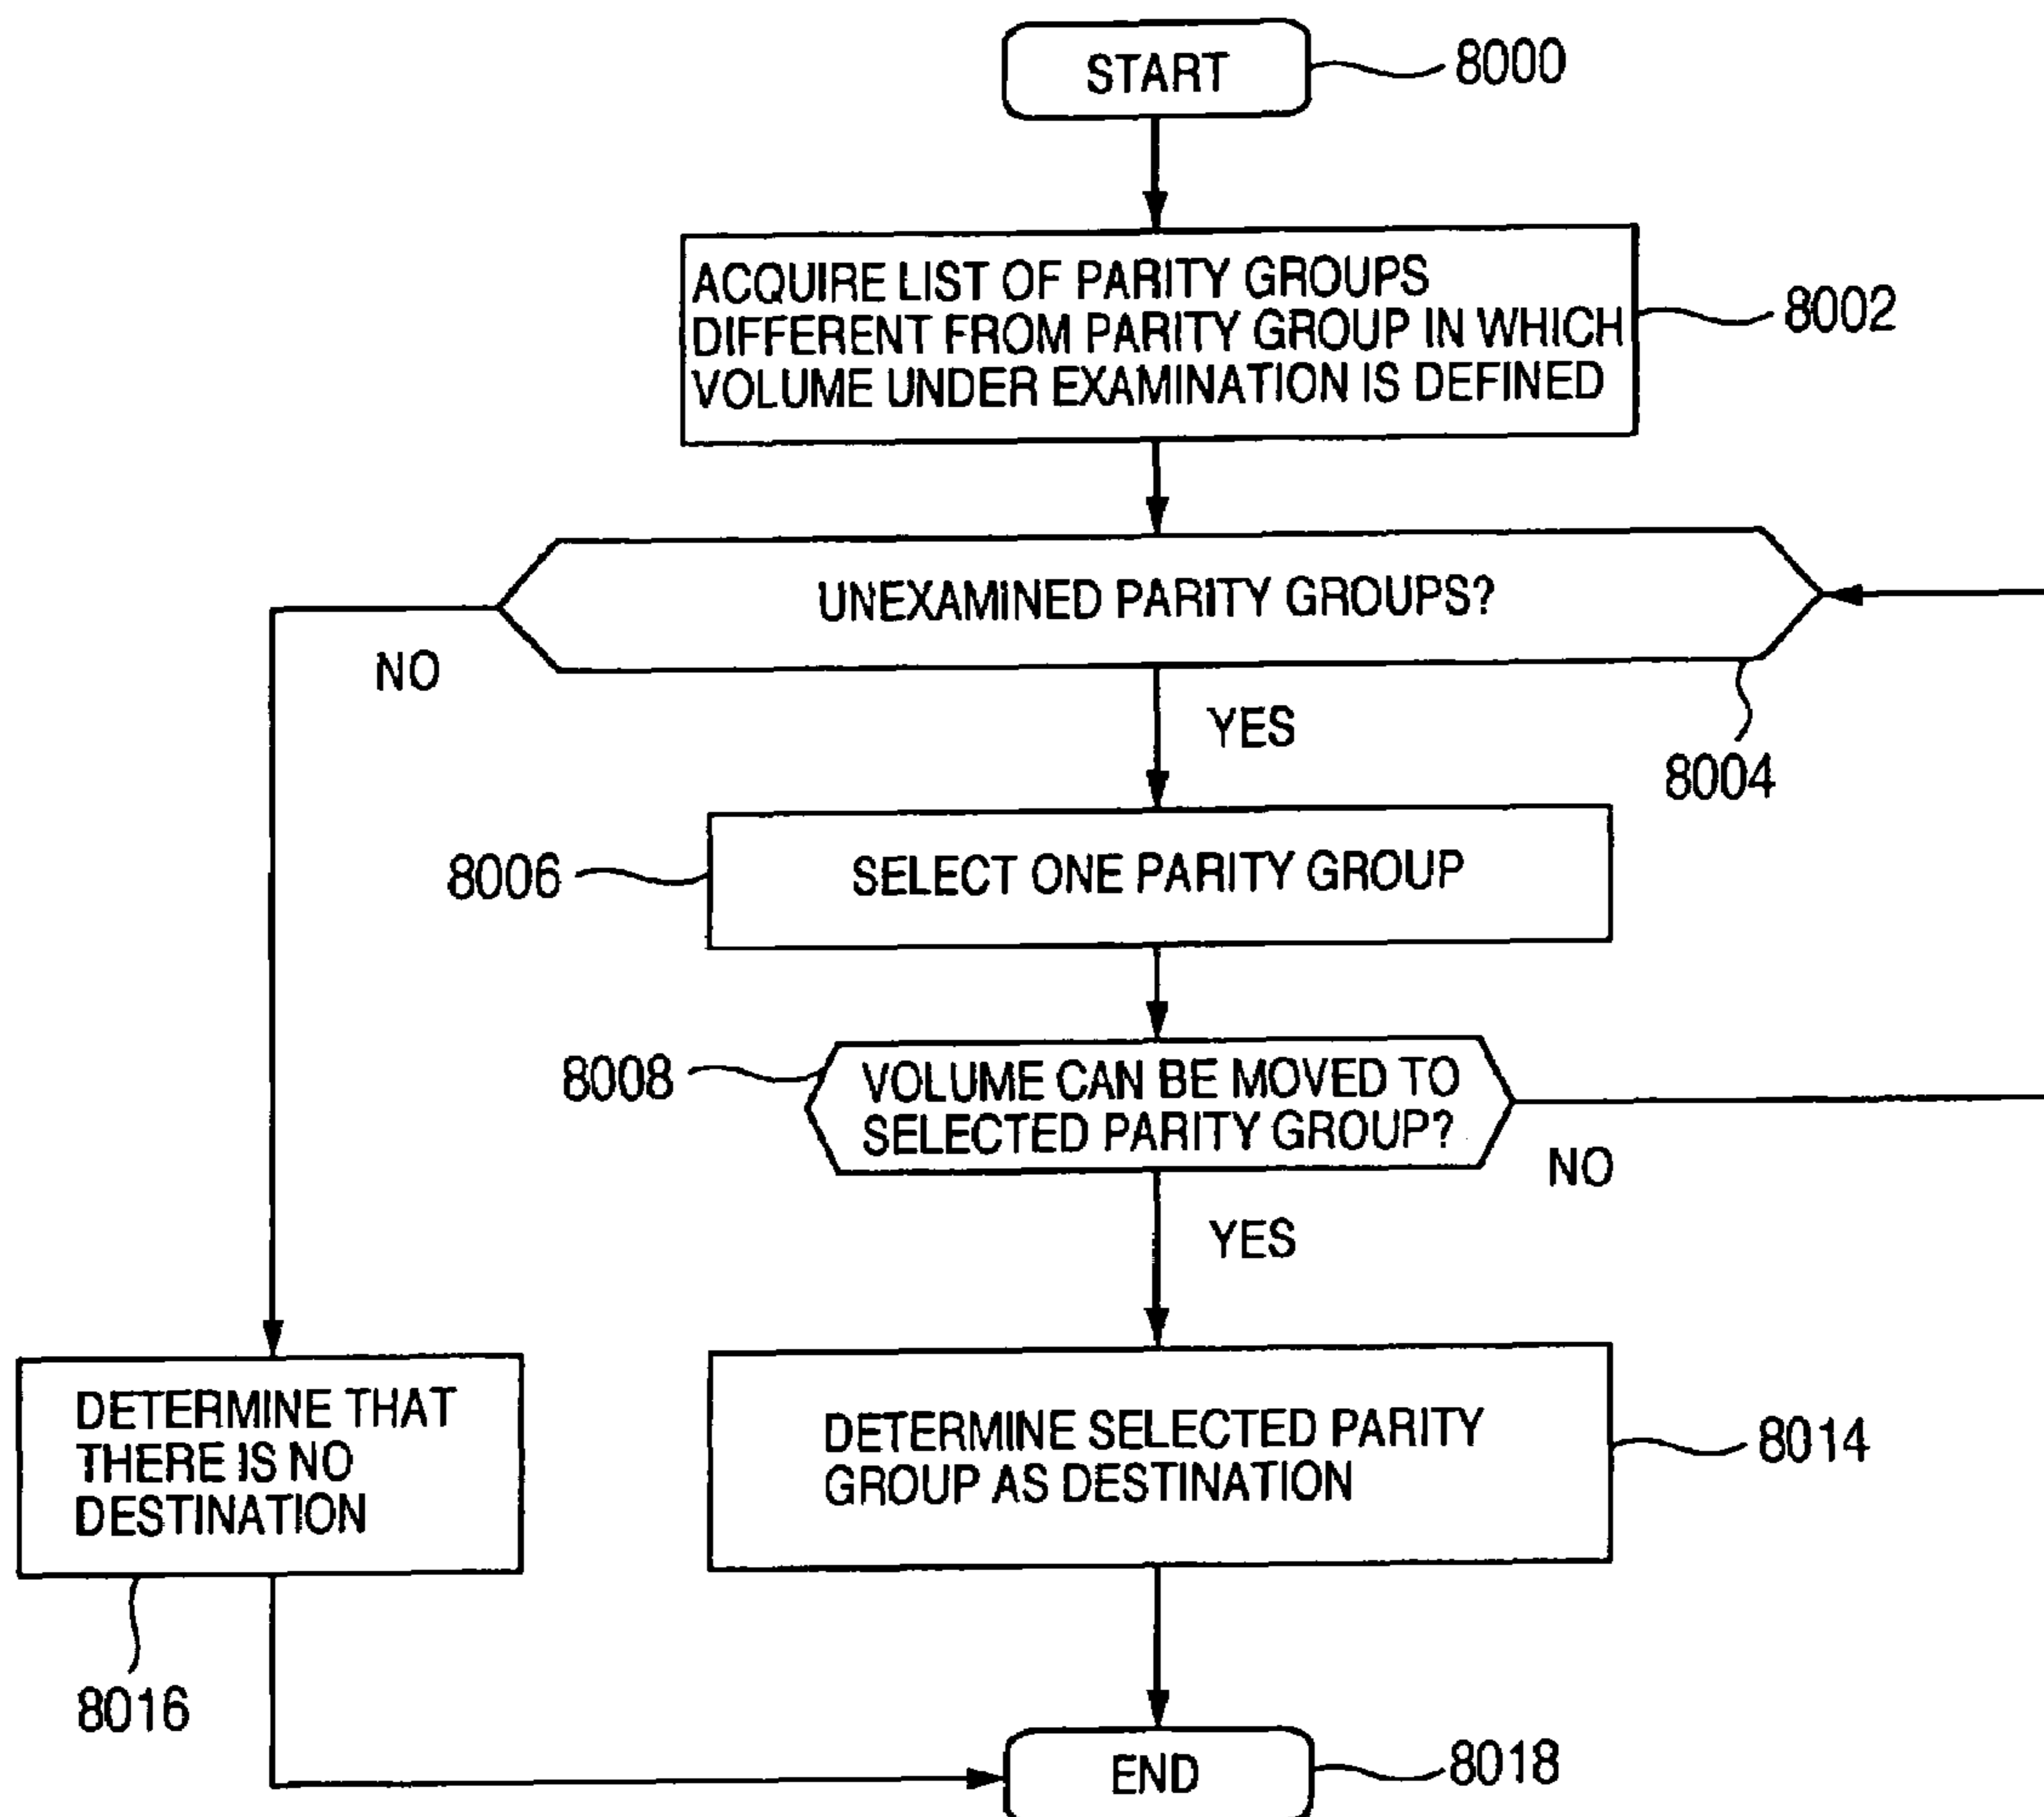 START
8000
ACQUIRE LIST OF PARITY GROUPS
DIFFERENT FROM PARITY GROUP IN WHICH
VOLUME UNDER EXAMINATION IS DEFINED
8002
UNEXAMINED PARITY GROUPS?
NO
YES
8004
8006
SELECT ONE PARITY GROUP
8008
VOLUME CAN BE MOVED TO
SELECTED PARITY GROUP?
NO
YES
DETERMINE THAT
THERE IS NO
DESTINATION
8016
DETERMINE SELECTED PARITY
GROUP AS DESTINATION
8014
END
8018